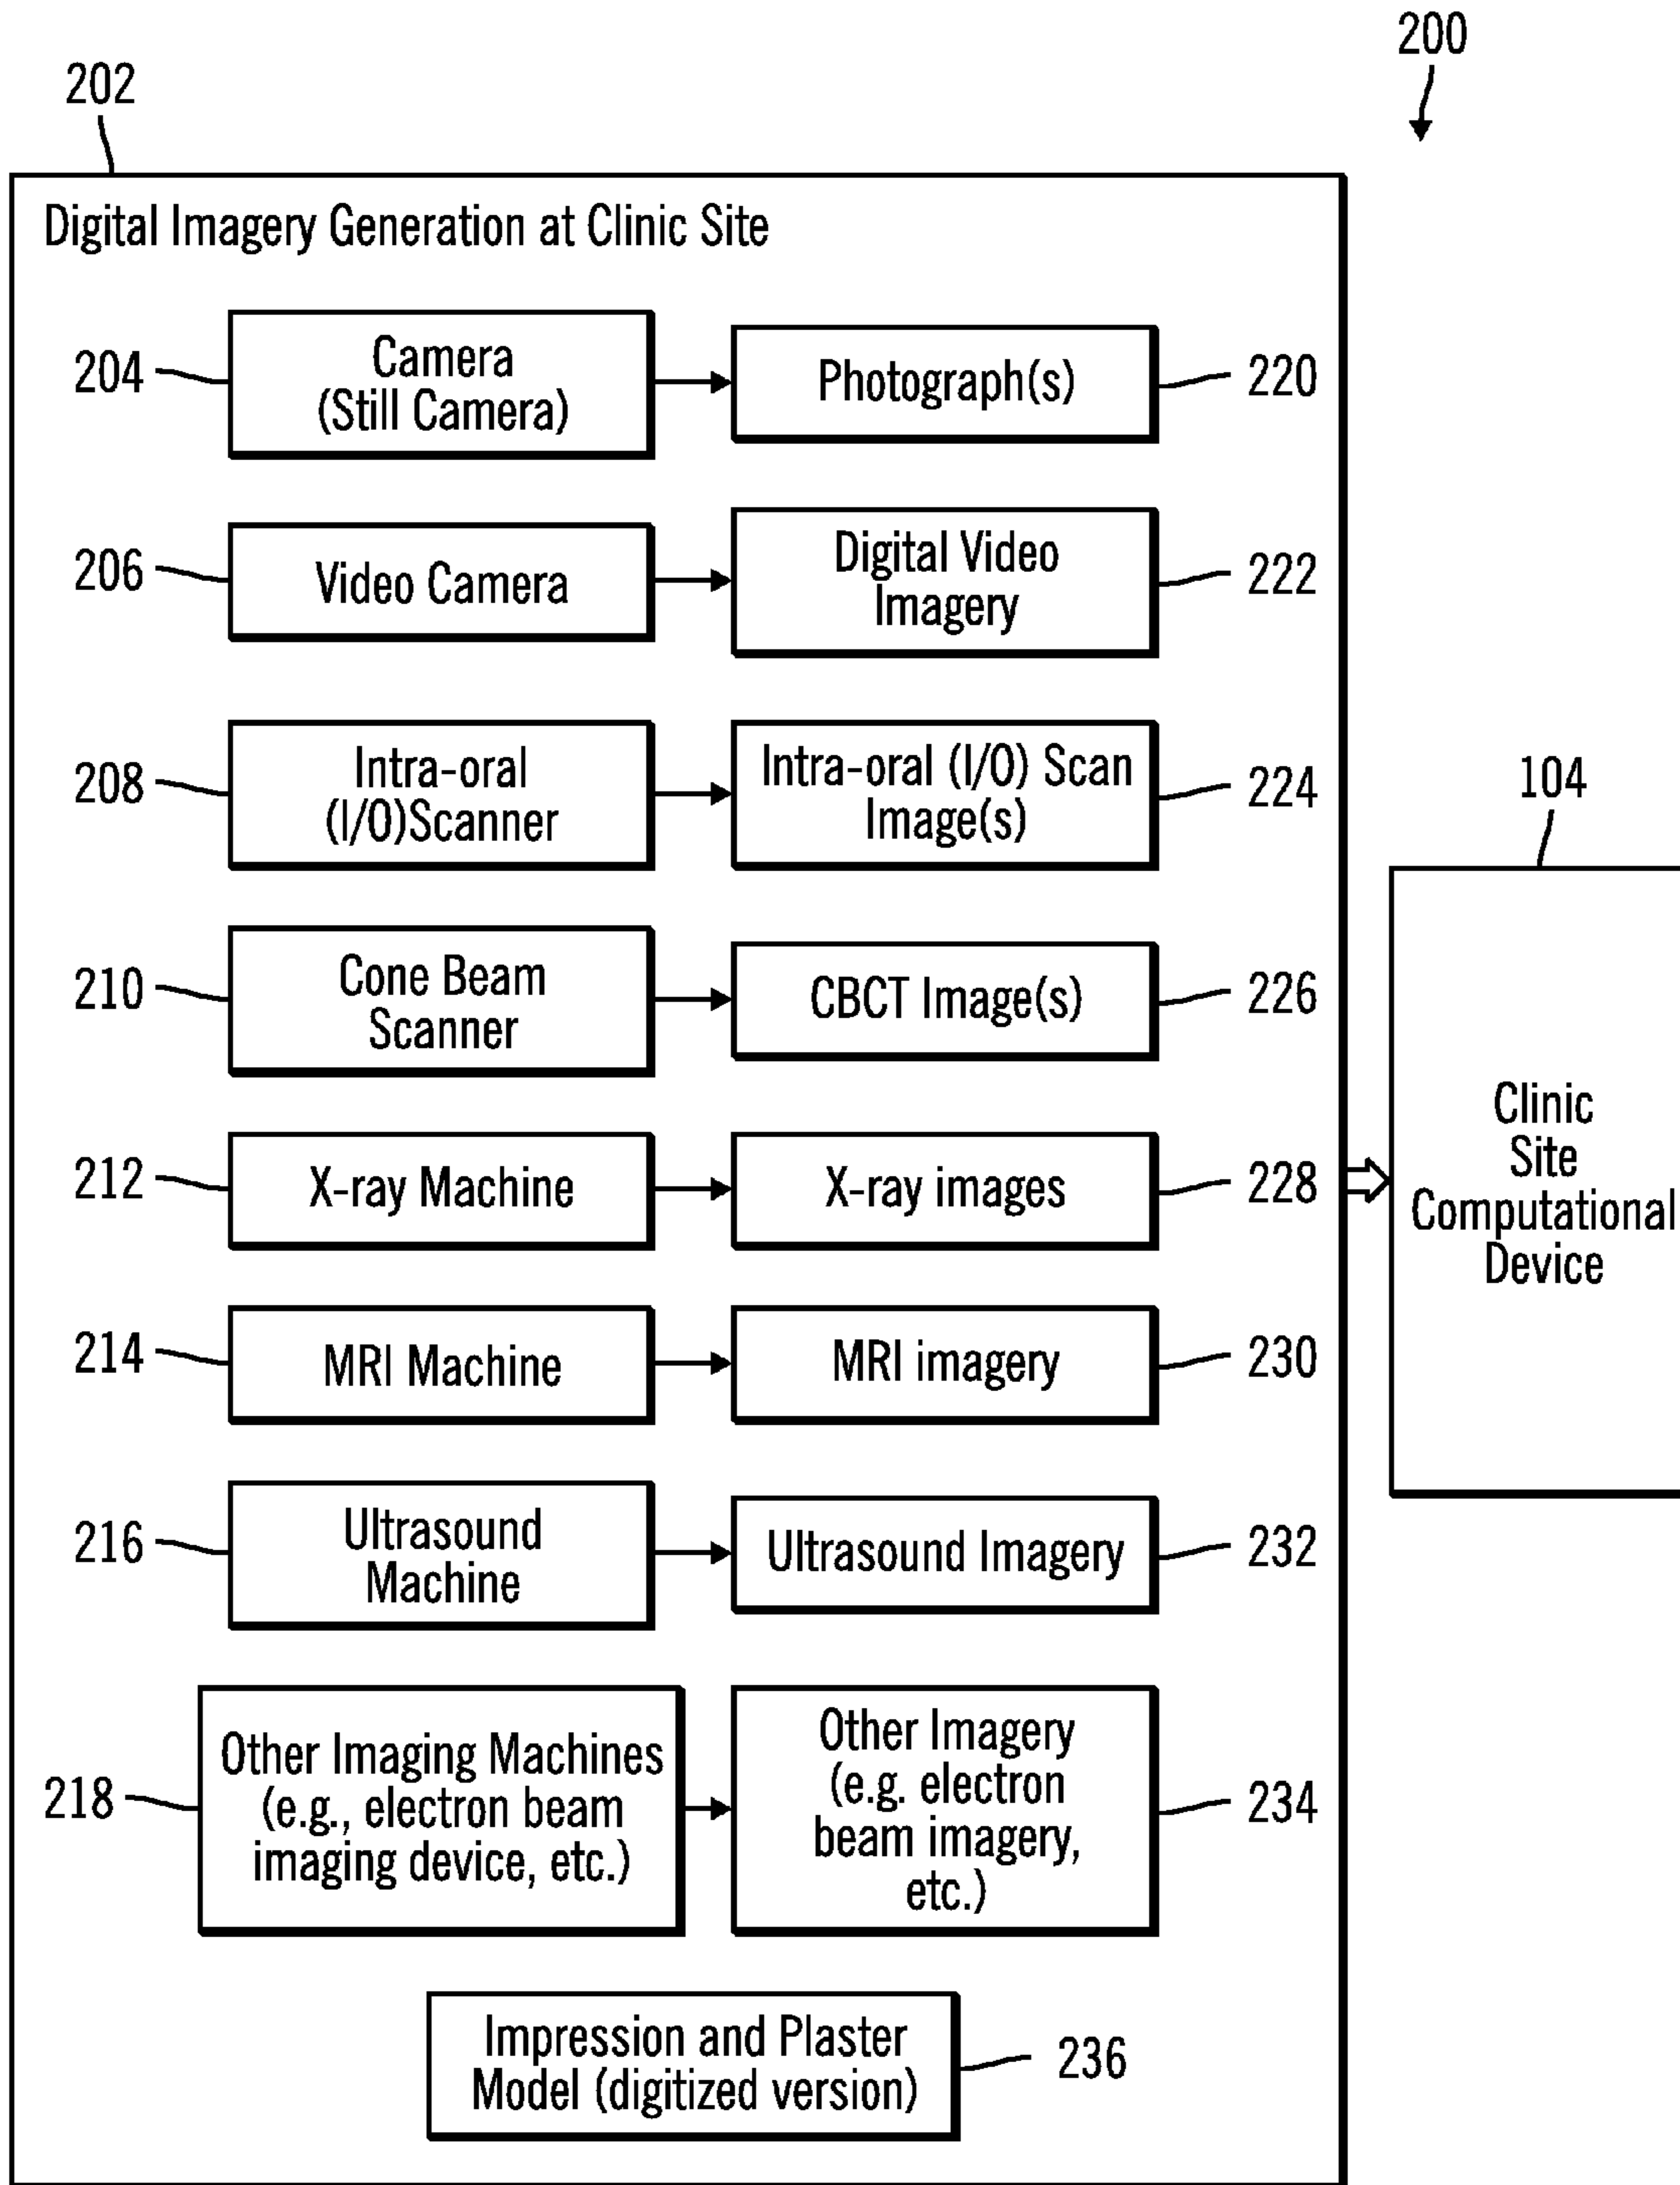 200
202
Digital Imagery Generation at Clinic Site
204
Camera
(Still Camera)
Photograph(s)
220
206
Video Camera
Digital Video
Imagery
222
208
Intra-oral
(I/O)Scanner
Intra-oral (I/O) Scan
Image(s)
224
104
210
Cone Beam
Scanner
CBCT Image(s)
226
Clinic
Site
Computational
Device
212
X-ray Machine
X-ray images
228
214
MRI Machine
MRI imagery
230
216
Ultrasound
Machine
Ultrasound Imagery
232
218
Other Imaging Machines
(e.g., electron beam
imaging device, etc.)
Other Imagery
(e.g. electron
beam imagery,
etc.)
234
Impression and Plaster
Model (digitized version)
236